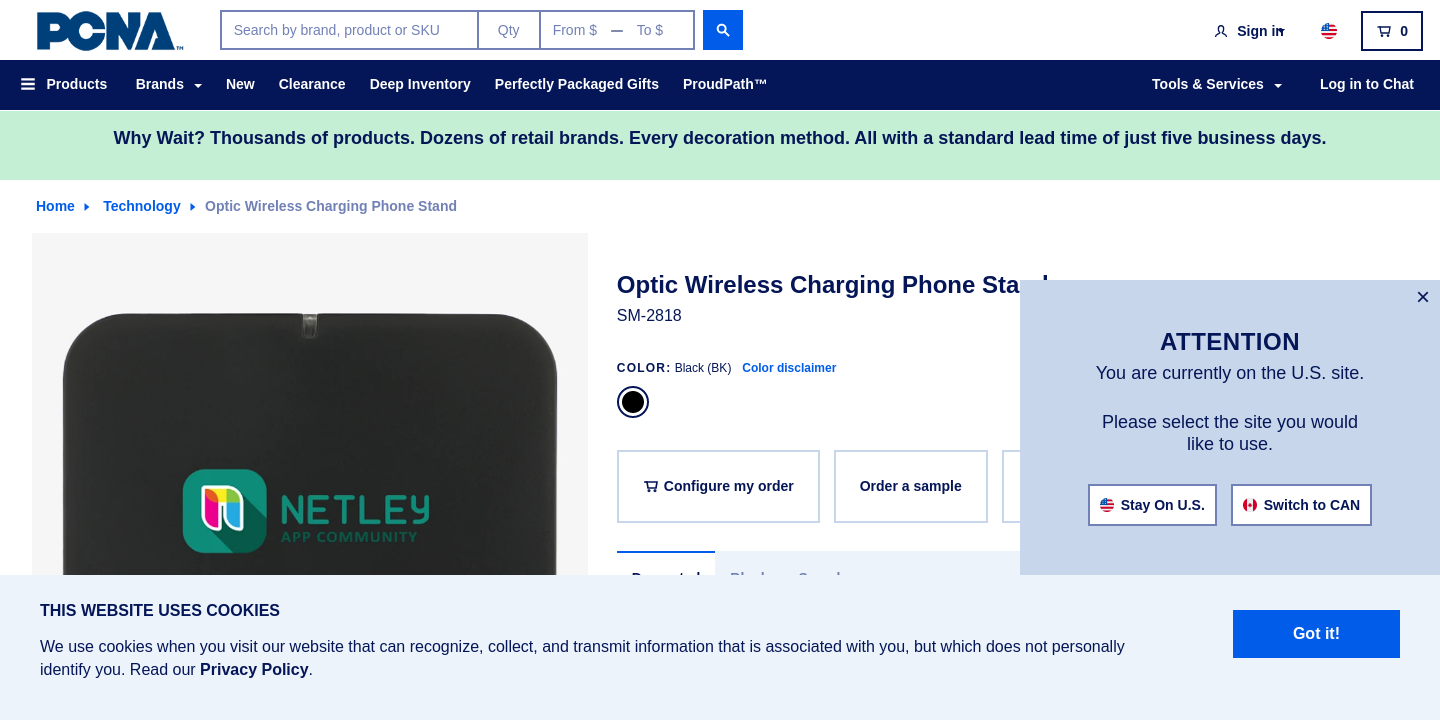 PCNA™
Search by brand, product or SKU
Qty
From $ — To $
Sign in
0
Products
Brands
New
Clearance
Deep Inventory
Perfectly Packaged Gifts
ProudPath™
Tools & Services
Log in to Chat
Why Wait? Thousands of products. Dozens of retail brands. Every decoration method. All with a standard lead time of just five business days.
Home
Technology
Optic Wireless Charging Phone Stand
NETLEY
APP COMMUNITY
Optic Wireless Charging Phone Stand
SM-2818
COLOR: Black (BK) Color disclaimer
Configure my order
Order a sample
×
ATTENTION
You are currently on the U.S. site.
Please select the site you would
like to use.
Stay On U.S.
Switch to CAN
THIS WEBSITE USES COOKIES
We use cookies when you visit our website that can recognize, collect, and transmit information that is associated with you, but which does not personally
identify you. Read our Privacy Policy.
Got it!